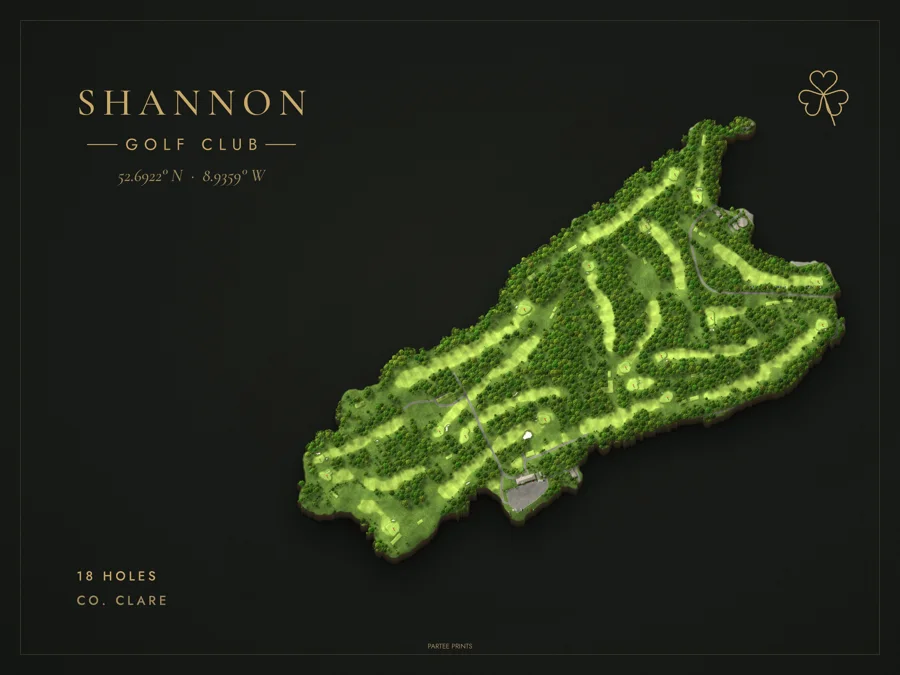 SHANNON
GOLF CLUB
52.6922° N · 8.9359° W
18 HOLES
CO. CLARE
PARTEE PRINTS